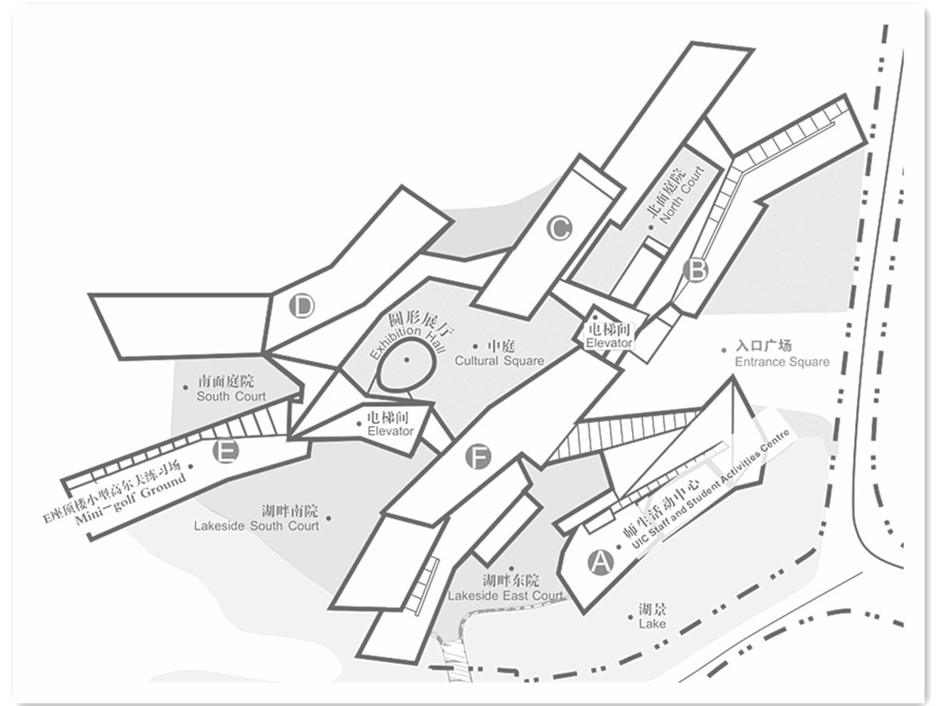 北面庭院
North Court
C
B
D
圆形展厅
Exhibition Hall
中庭
Cultural Square
电梯间
Elevator
入口广场
Entrance Square
南面庭院
South Court
电梯间
Elevator
E
F
E座顶楼小型高尔夫练习场
Mini-golf Ground
师生活动中心
UIC Staff and Student Activities Centre
湖畔南院
Lakeside South Court
A
湖畔东院
Lakeside East Court
湖景
Lake